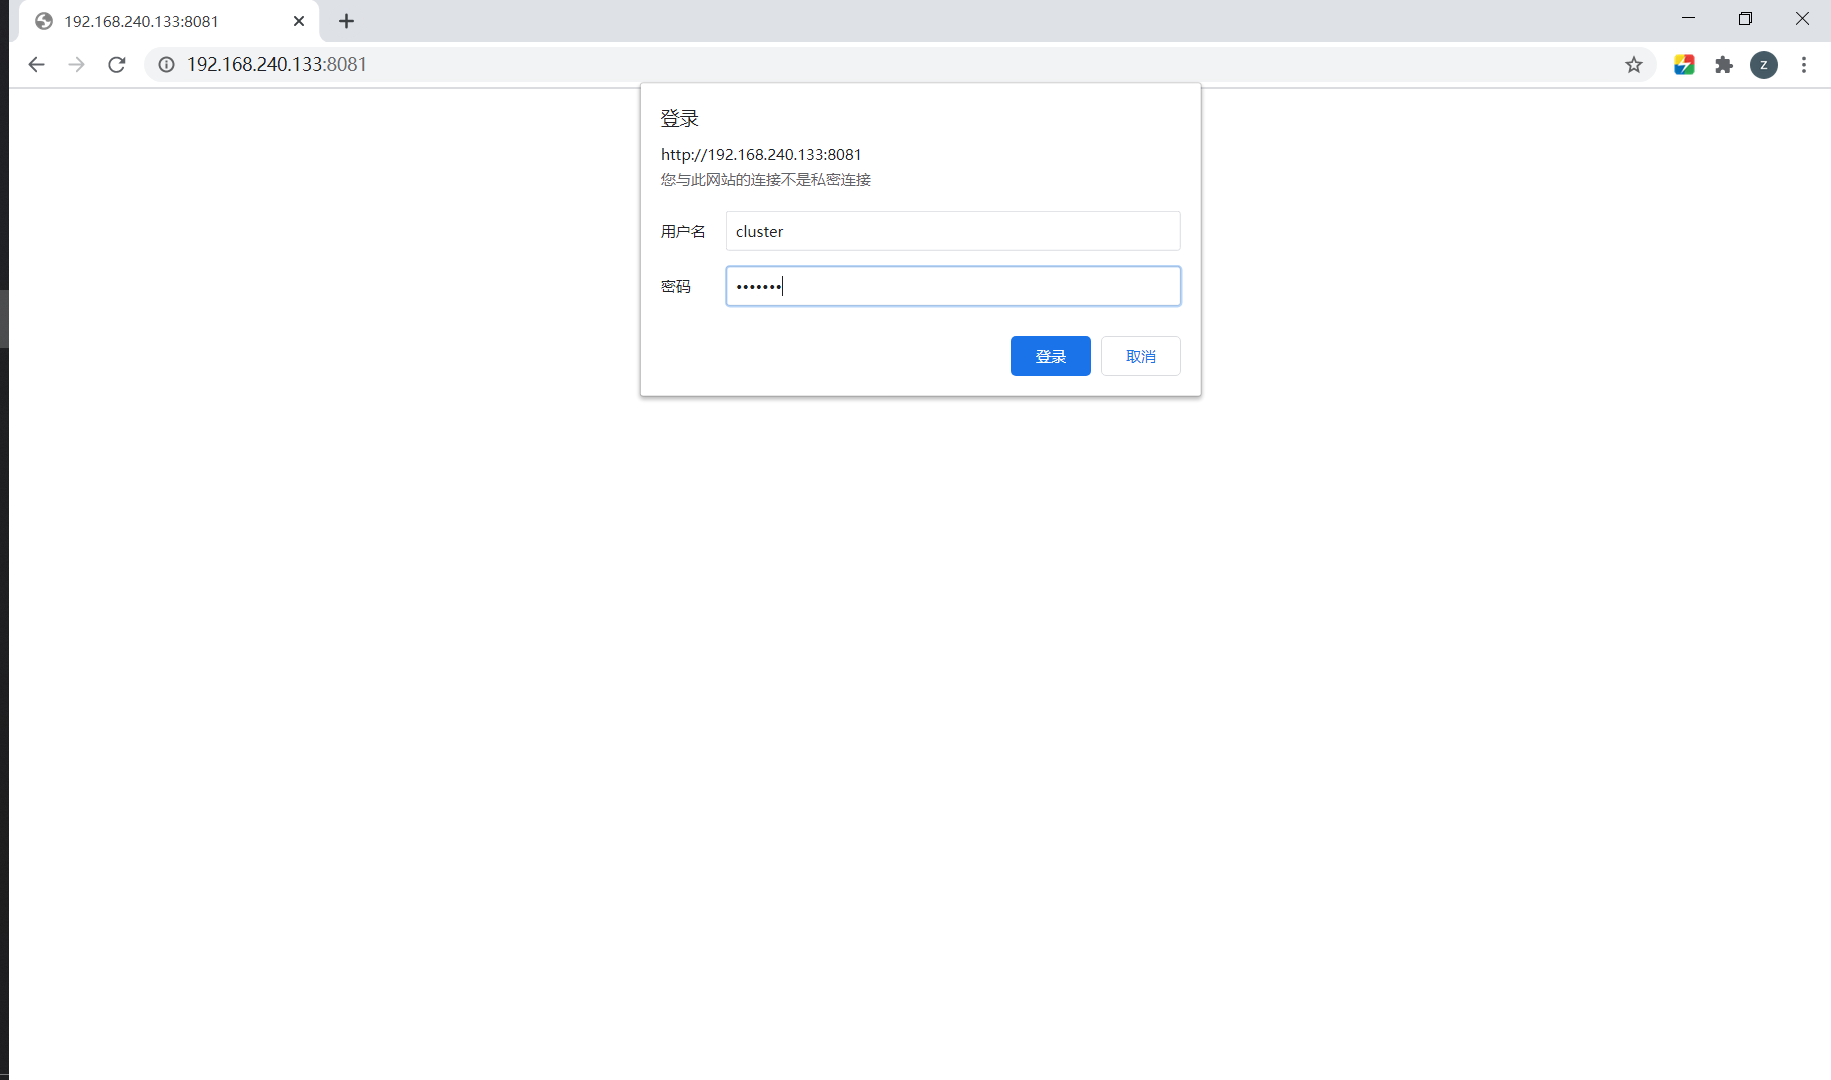 192.168.240.133:8081
192.168.240.133:8081
z
登录
http://192.168.240.133:8081
您与此网站的连接不是私密连接
用户名 cluster
密码 •••••••
登录 取消